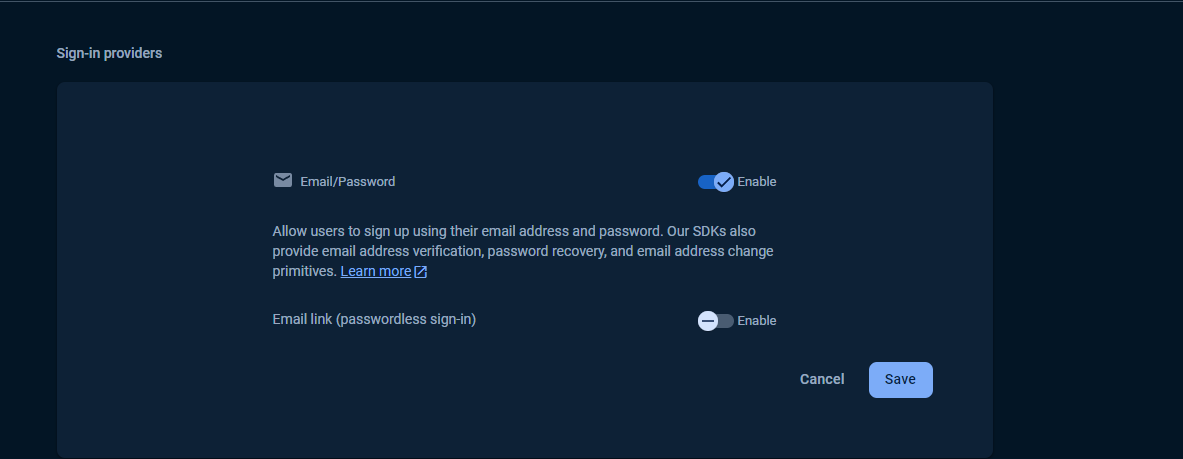 Sign-in providers
Email/Password
Enable
Allow users to sign up using their email address and password. Our SDKs also
provide email address verification, password recovery, and email address change
primitives. Learn more
Email link (passwordless sign-in)
Enable
Cancel
Save